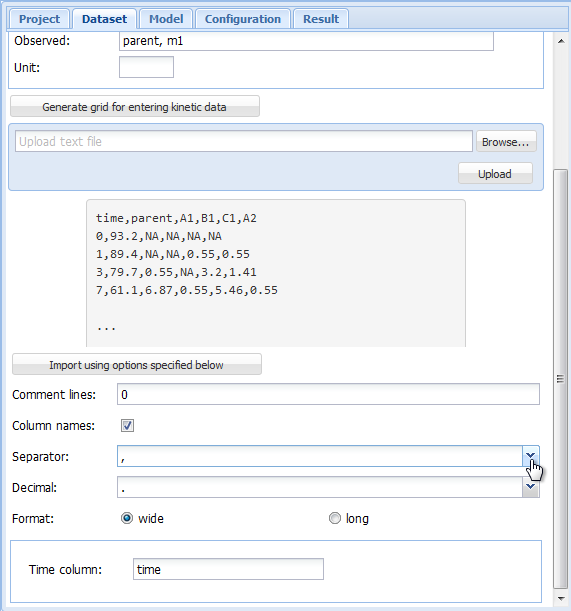 Project Dataset Model Configuration Result
Observed: parent, m1
Unit:
Generate grid for entering kinetic data
Upload text file Browse...
Upload
time,parent,A1,B1,C1,A2
0,93.2,NA,NA,NA,NA
1,89.4,NA,NA,0.55,0.55
3,79.7,0.55,NA,3.2,1.41
7,61.1,6.87,0.55,5.46,0.55
...
Import using options specified below
Comment lines: 0
Column names:
Separator: ,
Decimal: .
Format: wide long
Time column: time